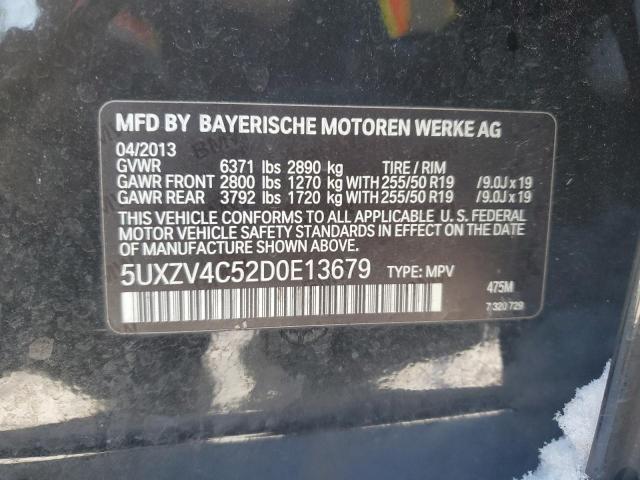 MFD BY BAYERISCHE MOTOREN WERKE AG
04/2013
GVWR 6371 lbs 2890 kg TIRE / RIM
GAWR FRONT 2800 lbs 1270 kg WITH 255/50 R19 /9.0J x 19
GAWR REAR 3792 lbs 1720 kg WITH 255/50 R19 /9.0J x 19
THIS VEHICLE CONFORMS TO ALL APPLICABLE U. S. FEDERAL
MOTOR VEHICLE SAFETY STANDARDS IN EFFECT ON THE DATE
OF MANUFACTURE SHOWN ABOVE.
5UXZV4C52D0E13679 TYPE: MPV
475M
7 320 729